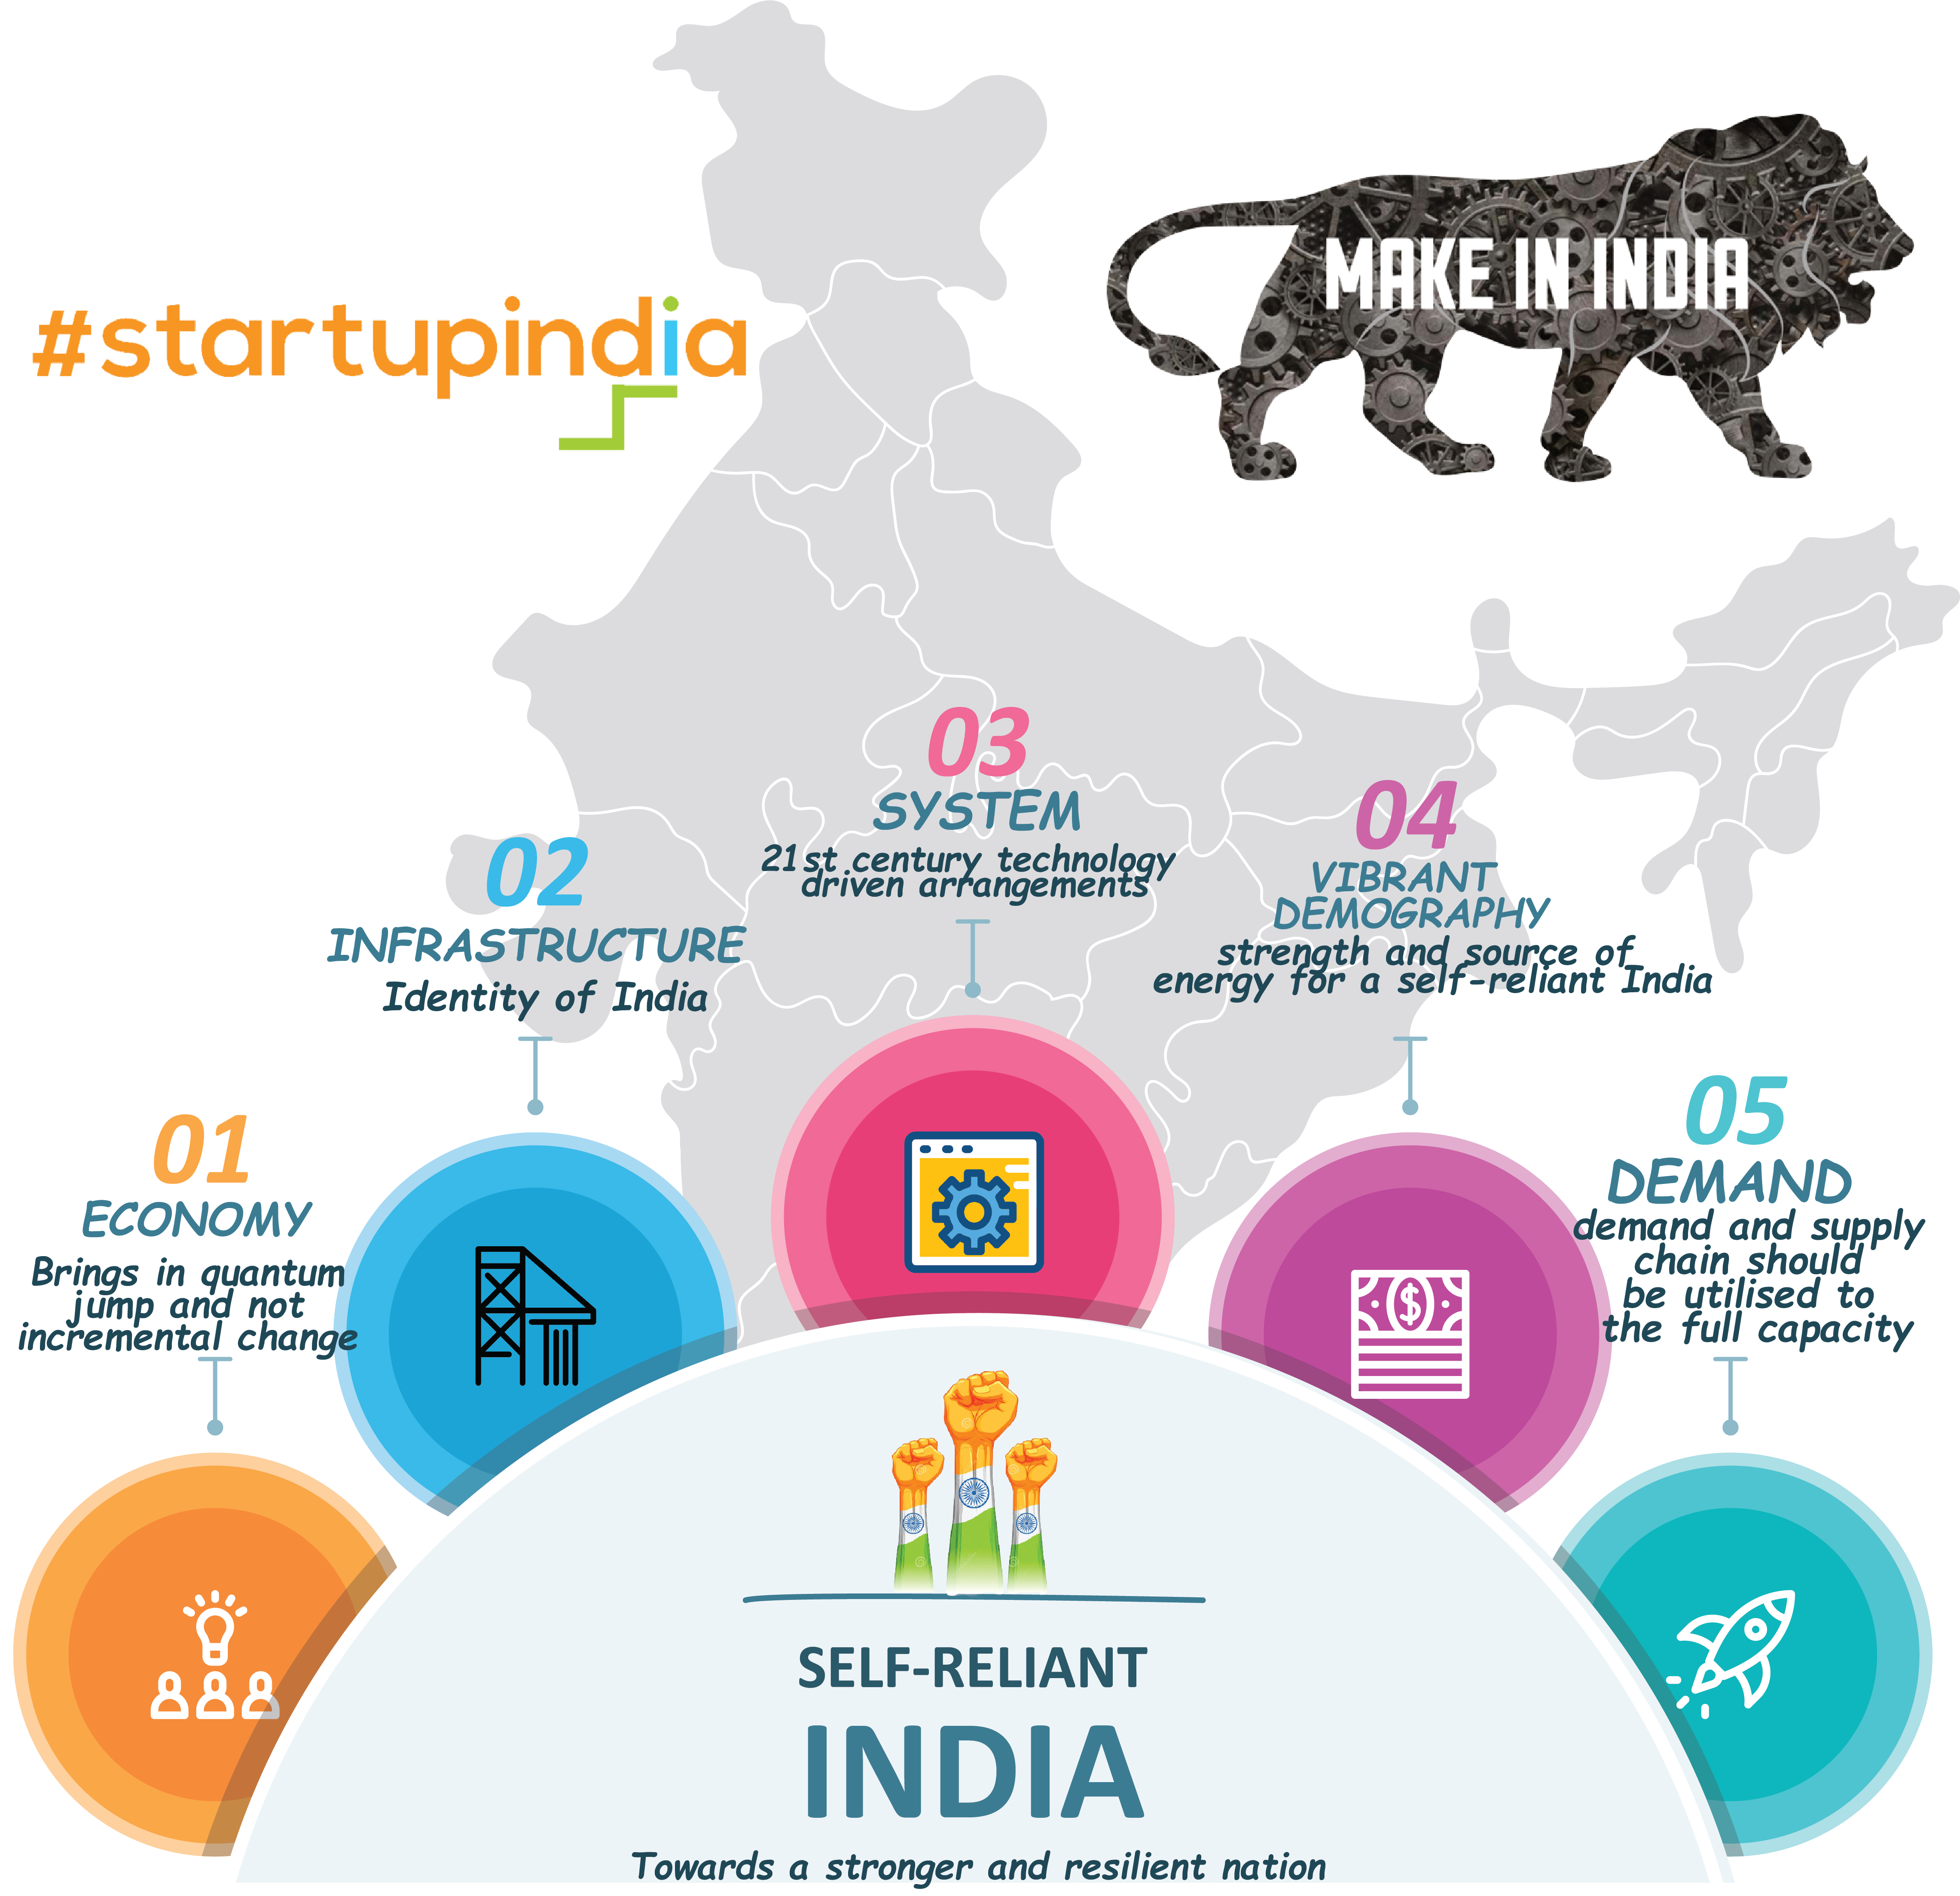 #startupindia
MAKE IN INDIA
03
SYSTEM
21st century technology
driven arrangements
04
VIBRANT
DEMOGRAPHY
strength and source of
energy for a self-reliant India
02
INFRASTRUCTURE
Identity of India
05
DEMAND
demand and supply
chain should
be utilised to
the full capacity
01
ECONOMY
Brings in quantum
jump and not
incremental change
$
SELF-RELIANT
INDIA
Towards a stronger and resilient nation